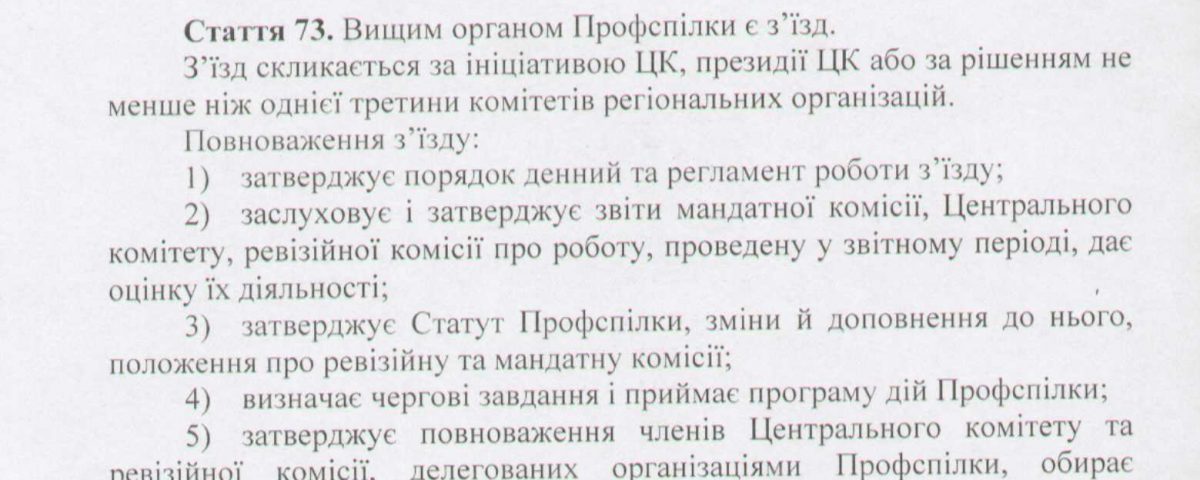 Стаття 73. Вищим органом Профспілки є з’їзд.
З’їзд скликається за ініціативою ЦК, президії ЦК або за рішенням не
менше ніж однієї третини комітетів регіональних організацій.
Повноваження з’їзду:
1) затверджує порядок денний та регламент роботи з’їзду;
2) заслуховує і затверджує звіти мандатної комісії, Центрального
комітету, ревізійної комісії про роботу, проведену у звітному періоді, дає
оцінку їх діяльності;
3) затверджує Статут Профспілки, зміни й доповнення до нього,
положення про ревізійну та мандатну комісії;
4) визначає чергові завдання і приймає програму дій Профспілки;
5) затверджує повноваження членів Центрального комітету та
ревізійної комісії, делегованих організаціями Профспілки, обирає